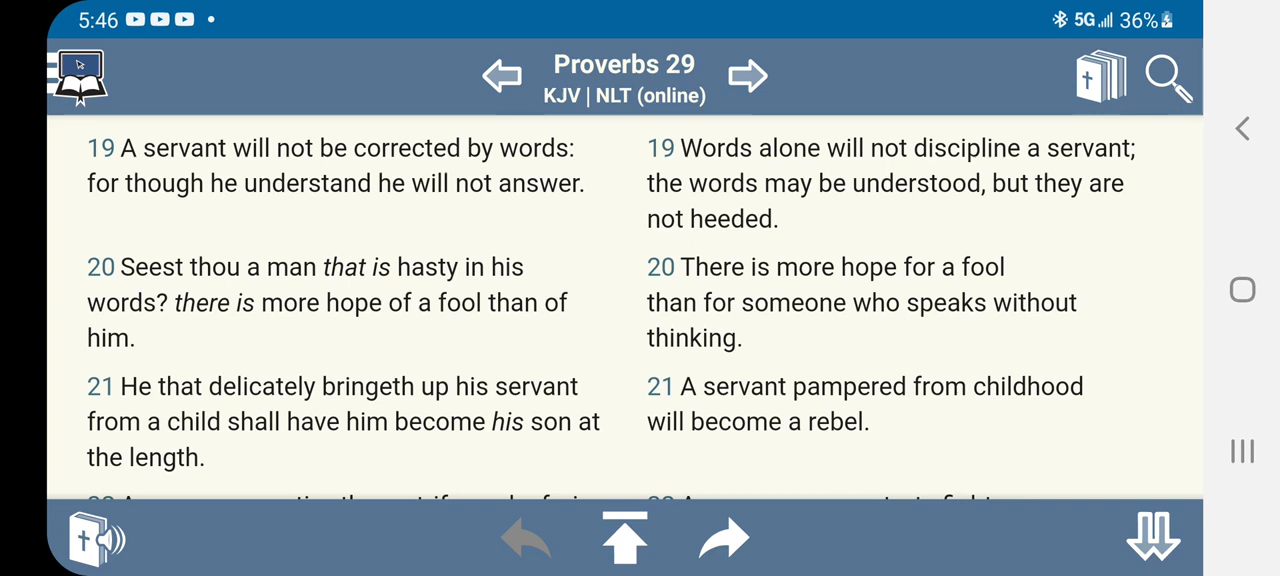 5:46
5G 36%
Proverbs 29
KJV | NLT (online)
19 A servant will not be corrected by words:
for though he understand he will not answer.
20 Seest thou a man that is hasty in his
words? there is more hope of a fool than of
him.
21 He that delicately bringeth up his servant
from a child shall have him become his son at
the length.
19 Words alone will not discipline a servant;
the words may be understood, but they are
not heeded.
20 There is more hope for a fool
than for someone who speaks without
thinking.
21 A servant pampered from childhood
will become a rebel.